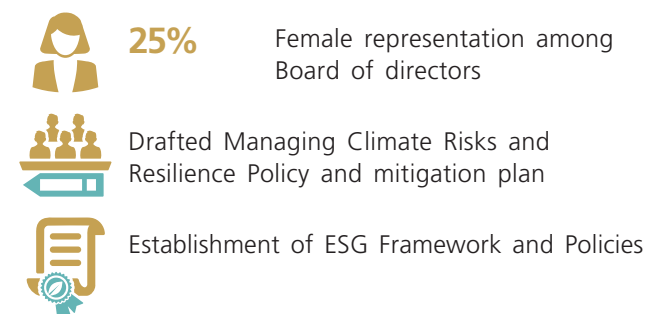 25%
Female representation among
Board of directors
Drafted Managing Climate Risks and
Resilience Policy and mitigation plan
Establishment of ESG Framework and Policies